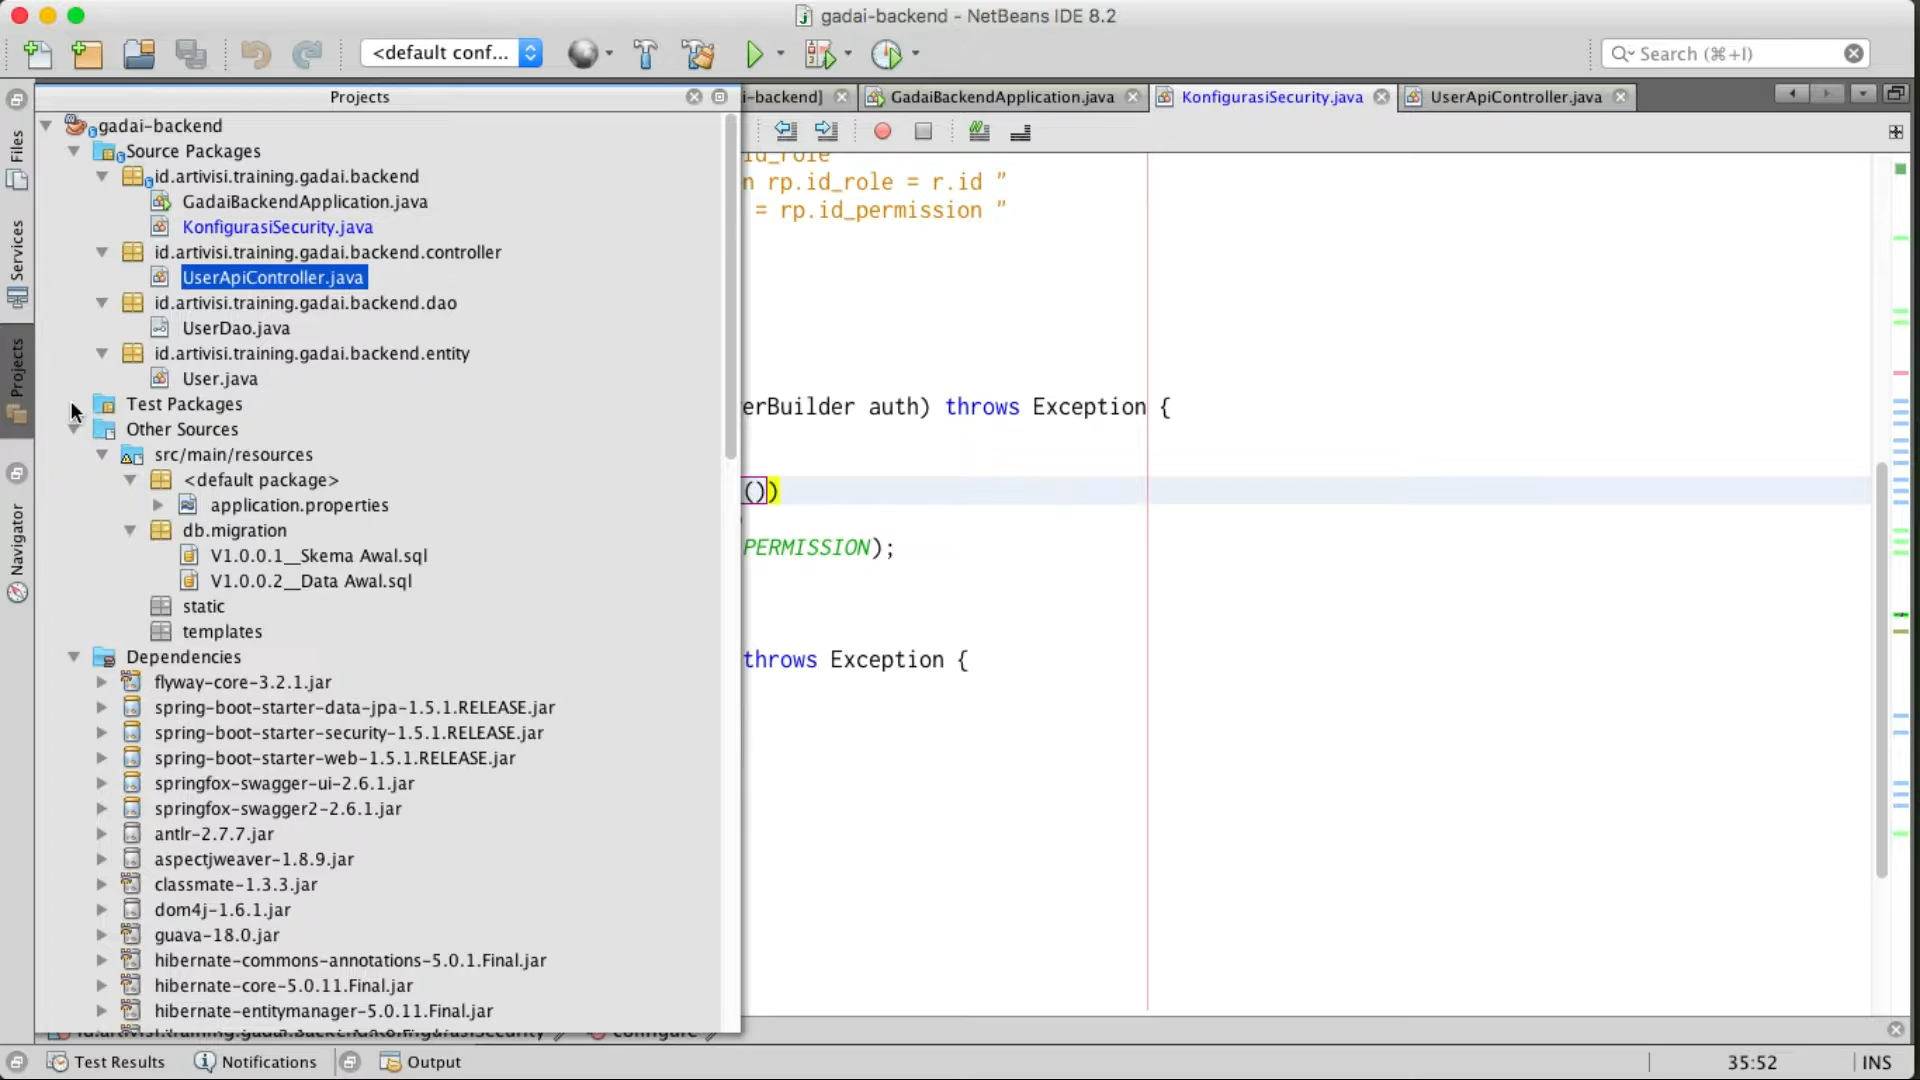 gadai-backend - NetBeans IDE 8.2
<default conf...
Search (⌘+I)
Projects
i-backend]
GadaiBackendApplication.java
KonfigurasiSecurity.java
UserApiController.java
Files
Services
Projects
Navigator
gadai-backend
Source Packages
id.artivisi.training.gadai.backend
GadaiBackendApplication.java
KonfigurasiSecurity.java
id.artivisi.training.gadai.backend.controller
UserApiController.java
id.artivisi.training.gadai.backend.dao
UserDao.java
id.artivisi.training.gadai.backend.entity
User.java
Test Packages
Other Sources
src/main/resources
<default package>
application.properties
db.migration
V1.0.0.1__Skema Awal.sql
V1.0.0.2__Data Awal.sql
static
templates
Dependencies
flyway-core-3.2.1.jar
spring-boot-starter-data-jpa-1.5.1.RELEASE.jar
spring-boot-starter-security-1.5.1.RELEASE.jar
spring-boot-starter-web-1.5.1.RELEASE.jar
springfox-swagger-ui-2.6.1.jar
springfox-swagger2-2.6.1.jar
antlr-2.7.7.jar
aspectjweaver-1.8.9.jar
classmate-1.3.3.jar
dom4j-1.6.1.jar
guava-18.0.jar
hibernate-commons-annotations-5.0.1.Final.jar
hibernate-core-5.0.11.Final.jar
hibernate-entitymanager-5.0.11.Final.jar
id_role
n rp.id_role = r.id "
= rp.id_permission "
erBuilder auth) throws Exception {
())
PERMISSION);
throws Exception {
Test Results
Notifications
Output
35:52
INS